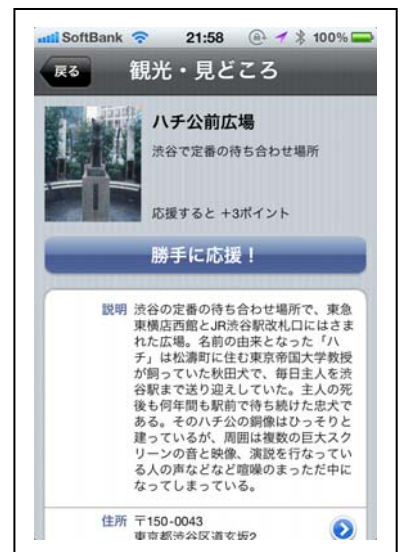 SoftBank 21:58 100%
戻る 観光・見どころ
ハチ公前広場
渋谷で定番の待ち合わせ場所
応援すると +3ポイント
勝手に応援！
説明 渋谷の定番の待ち合わせ場所で、東急
東横店西館とJR渋谷駅改札口にはさま
れた広場。名前の由来となった「ハ
チ」は松濤町に住む東京帝国大学教授
が飼っていた秋田犬で、毎日主人を渋
谷駅まで送り迎えしていた。主人の死
後も何年間も駅前で待ち続けた忠犬で
ある。そのハチ公の銅像はひっそりと
建っているが、周囲は複数の巨大スク
リーンの音と映像、演説を行なってい
る人の声などなど喧噪のまっただ中に
なってしまっている。
住所 〒150-0043
東京都渋谷区道玄坂2